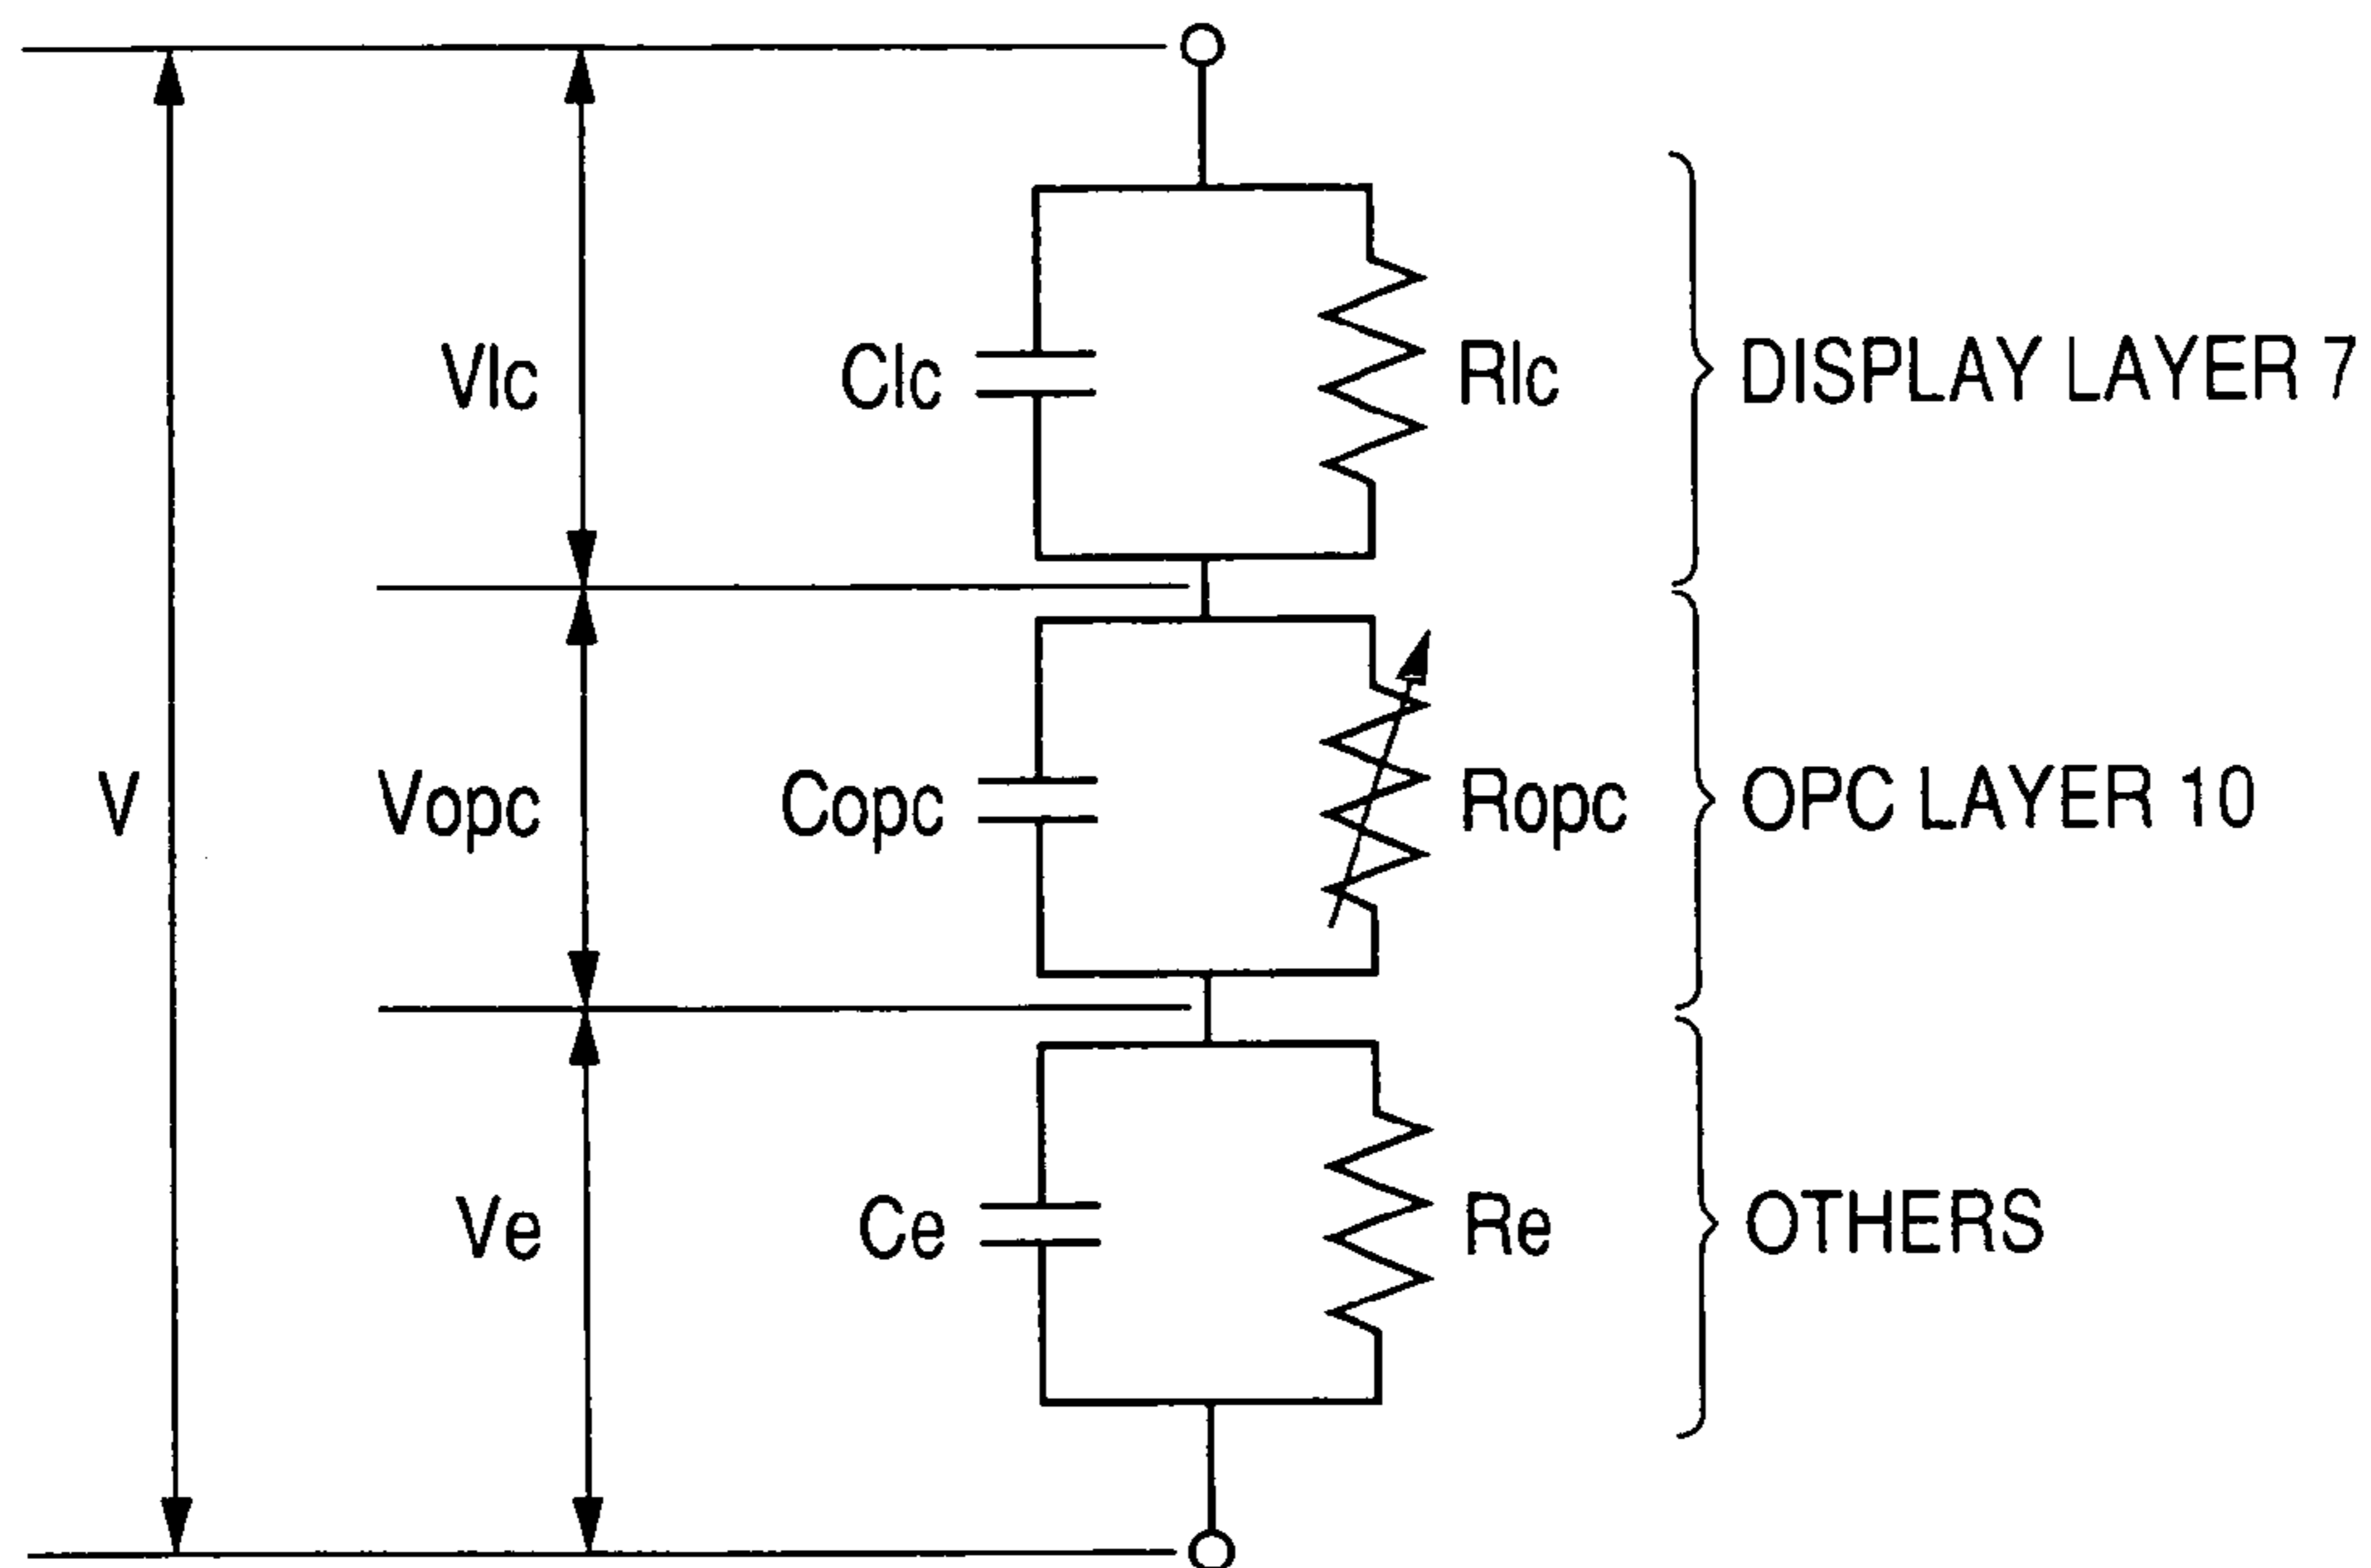 Vlc
Clc
Rlc
DISPLAY LAYER 7
V
Vopc
Copc
Ropc
OPC LAYER 10
Ve
Ce
Re
OTHERS